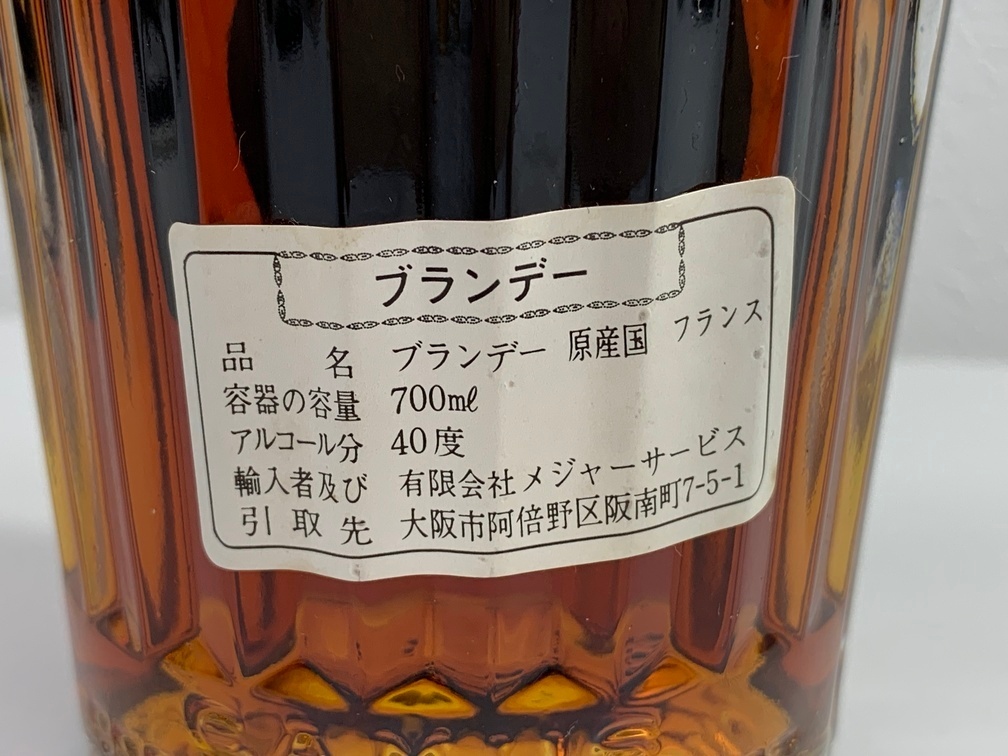 ブランデー
品名 ブランデー 原産国 フランス
容器の容量 700mℓ
アルコール分 40度
輸入者及び 有限会社メジャーサービス
引取先 大阪市阿倍野区阪南町7-5-1